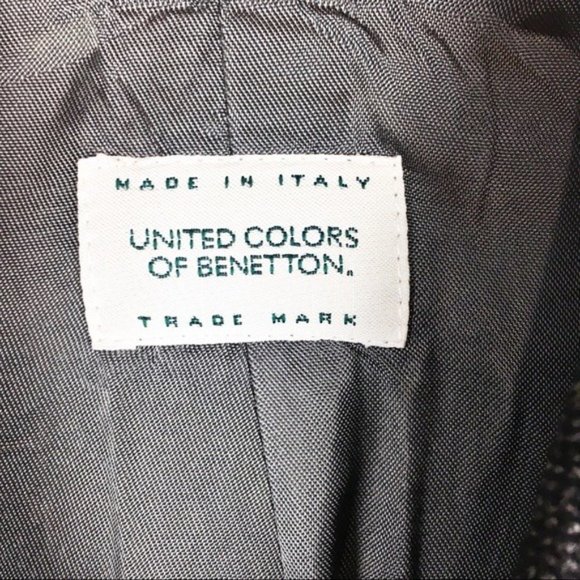 MADE IN ITALY
UNITED COLORS
OF BENETTON.
TRADE MARK